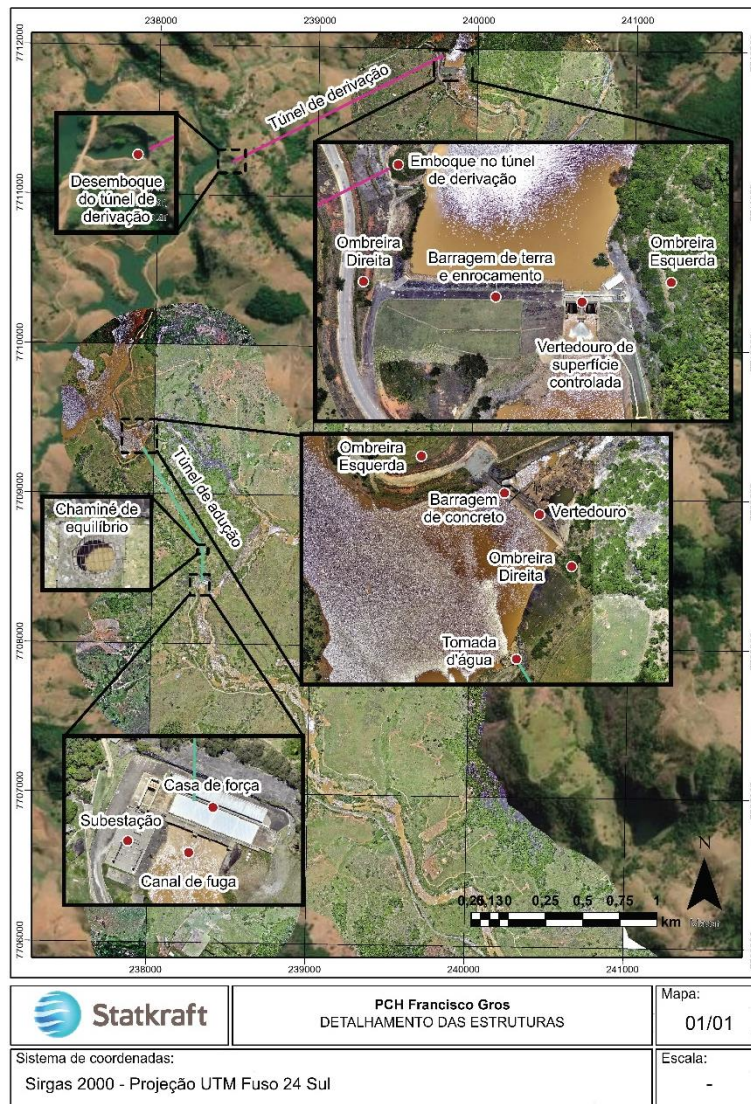 238000
239000
240000
241000
7712000
Túnel de derivação
Desemboque
do túnel de
derivação
7711000
Emboque no túnel
de derivação
Ombreira
Direita
Barragem de terra
e enrocamento
Ombreira
Esquerda
Vertedouro de
superfície
controlada
7710000
Túnel de adução
Ombreira
Esquerda
Barragem
de concreto
Vertedouro
Ombreira
Direita
Tomada
d'água
7709000
Chaminé de
equilíbrio
7708000
7707000
Casa de força
Subestação
Canal de fuga
N
0,25 0,5 0,75 1
km
7706000
238000
239000
240000
241000
Statkraft
PCH Francisco Gros
DETALHAMENTO DAS ESTRUTURAS
Mapa:
01/01
Sistema de coordenadas:
Sirgas 2000 - Projeção UTM Fuso 24 Sul
Escala:
-